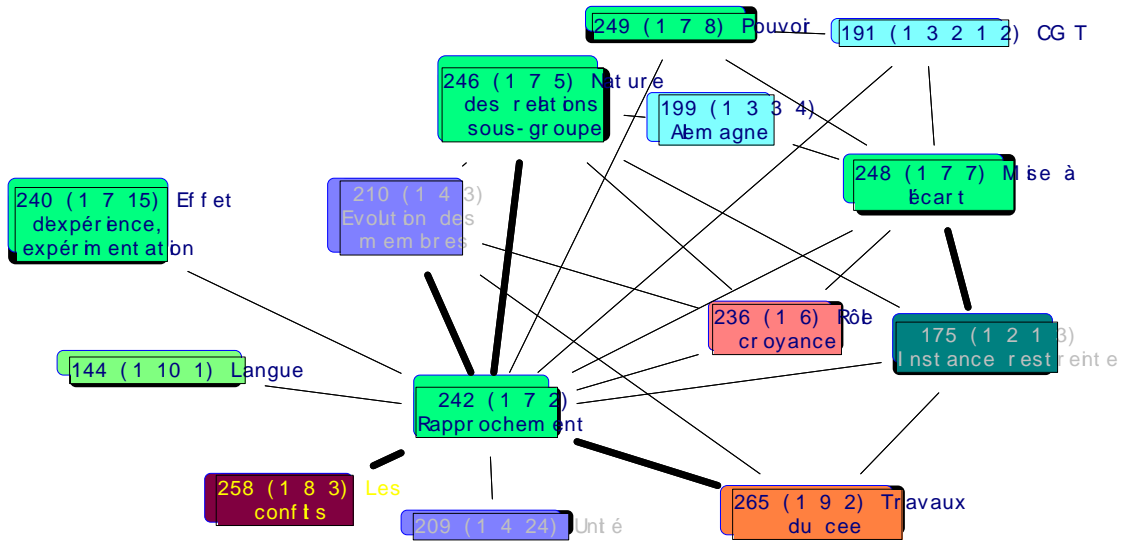 249 (1 7 8) Pouvoir
191 (1 3 2 1 2) CGT
246 (1 7 5) Nature
des relations
sous-groupe
199 (1 3 3 4)
Allemagne
248 (1 7 7) Mise à
l'écart
240 (1 7 15) Effet
d'expérience,
expérimentation
210 (1 4 3)
Evolution des
membres
236 (1 6) Rôle
croyance
175 (1 2 1 3)
Instance restreinte
144 (1 10 1) Langue
242 (1 7 2)
Rapprochement
258 (1 8 3) Les
conflits
265 (1 9 2) Travaux
du cee
209 (1 4 24) Unité